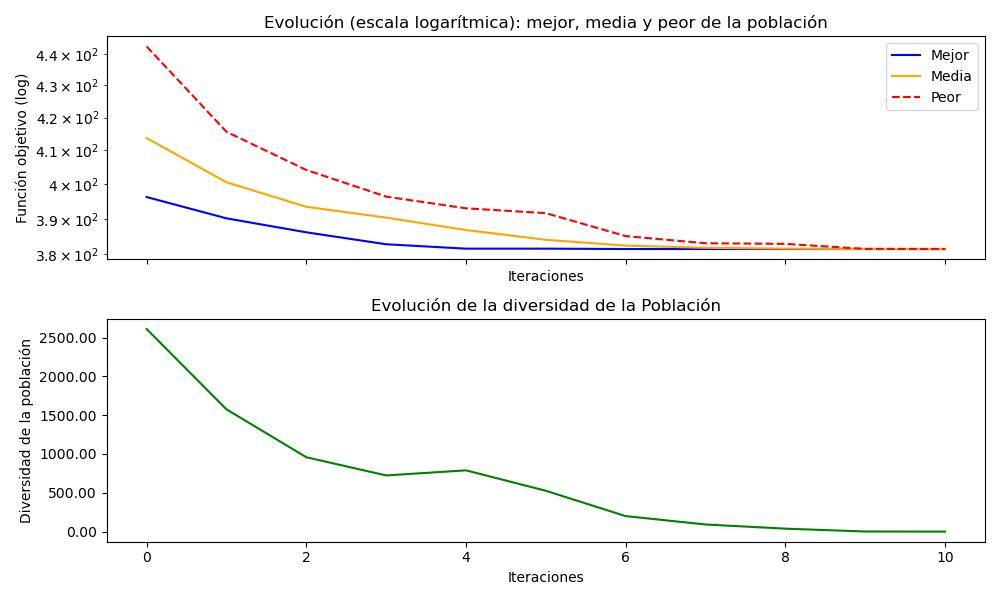 Evolución (escala logarítmica): mejor, media y peor de la población
Función objetivo (log)
4.4 × 10²
4.3 × 10²
4.2 × 10²
4.1 × 10²
4 × 10²
3.9 × 10²
3.8 × 10²
Mejor
Media
Peor
Iteraciones
Evolución de la diversidad de la Población
Diversidad de la población
2500.00
2000.00
1500.00
1000.00
500.00
0.00
0 2 4 6 8 10
Iteraciones